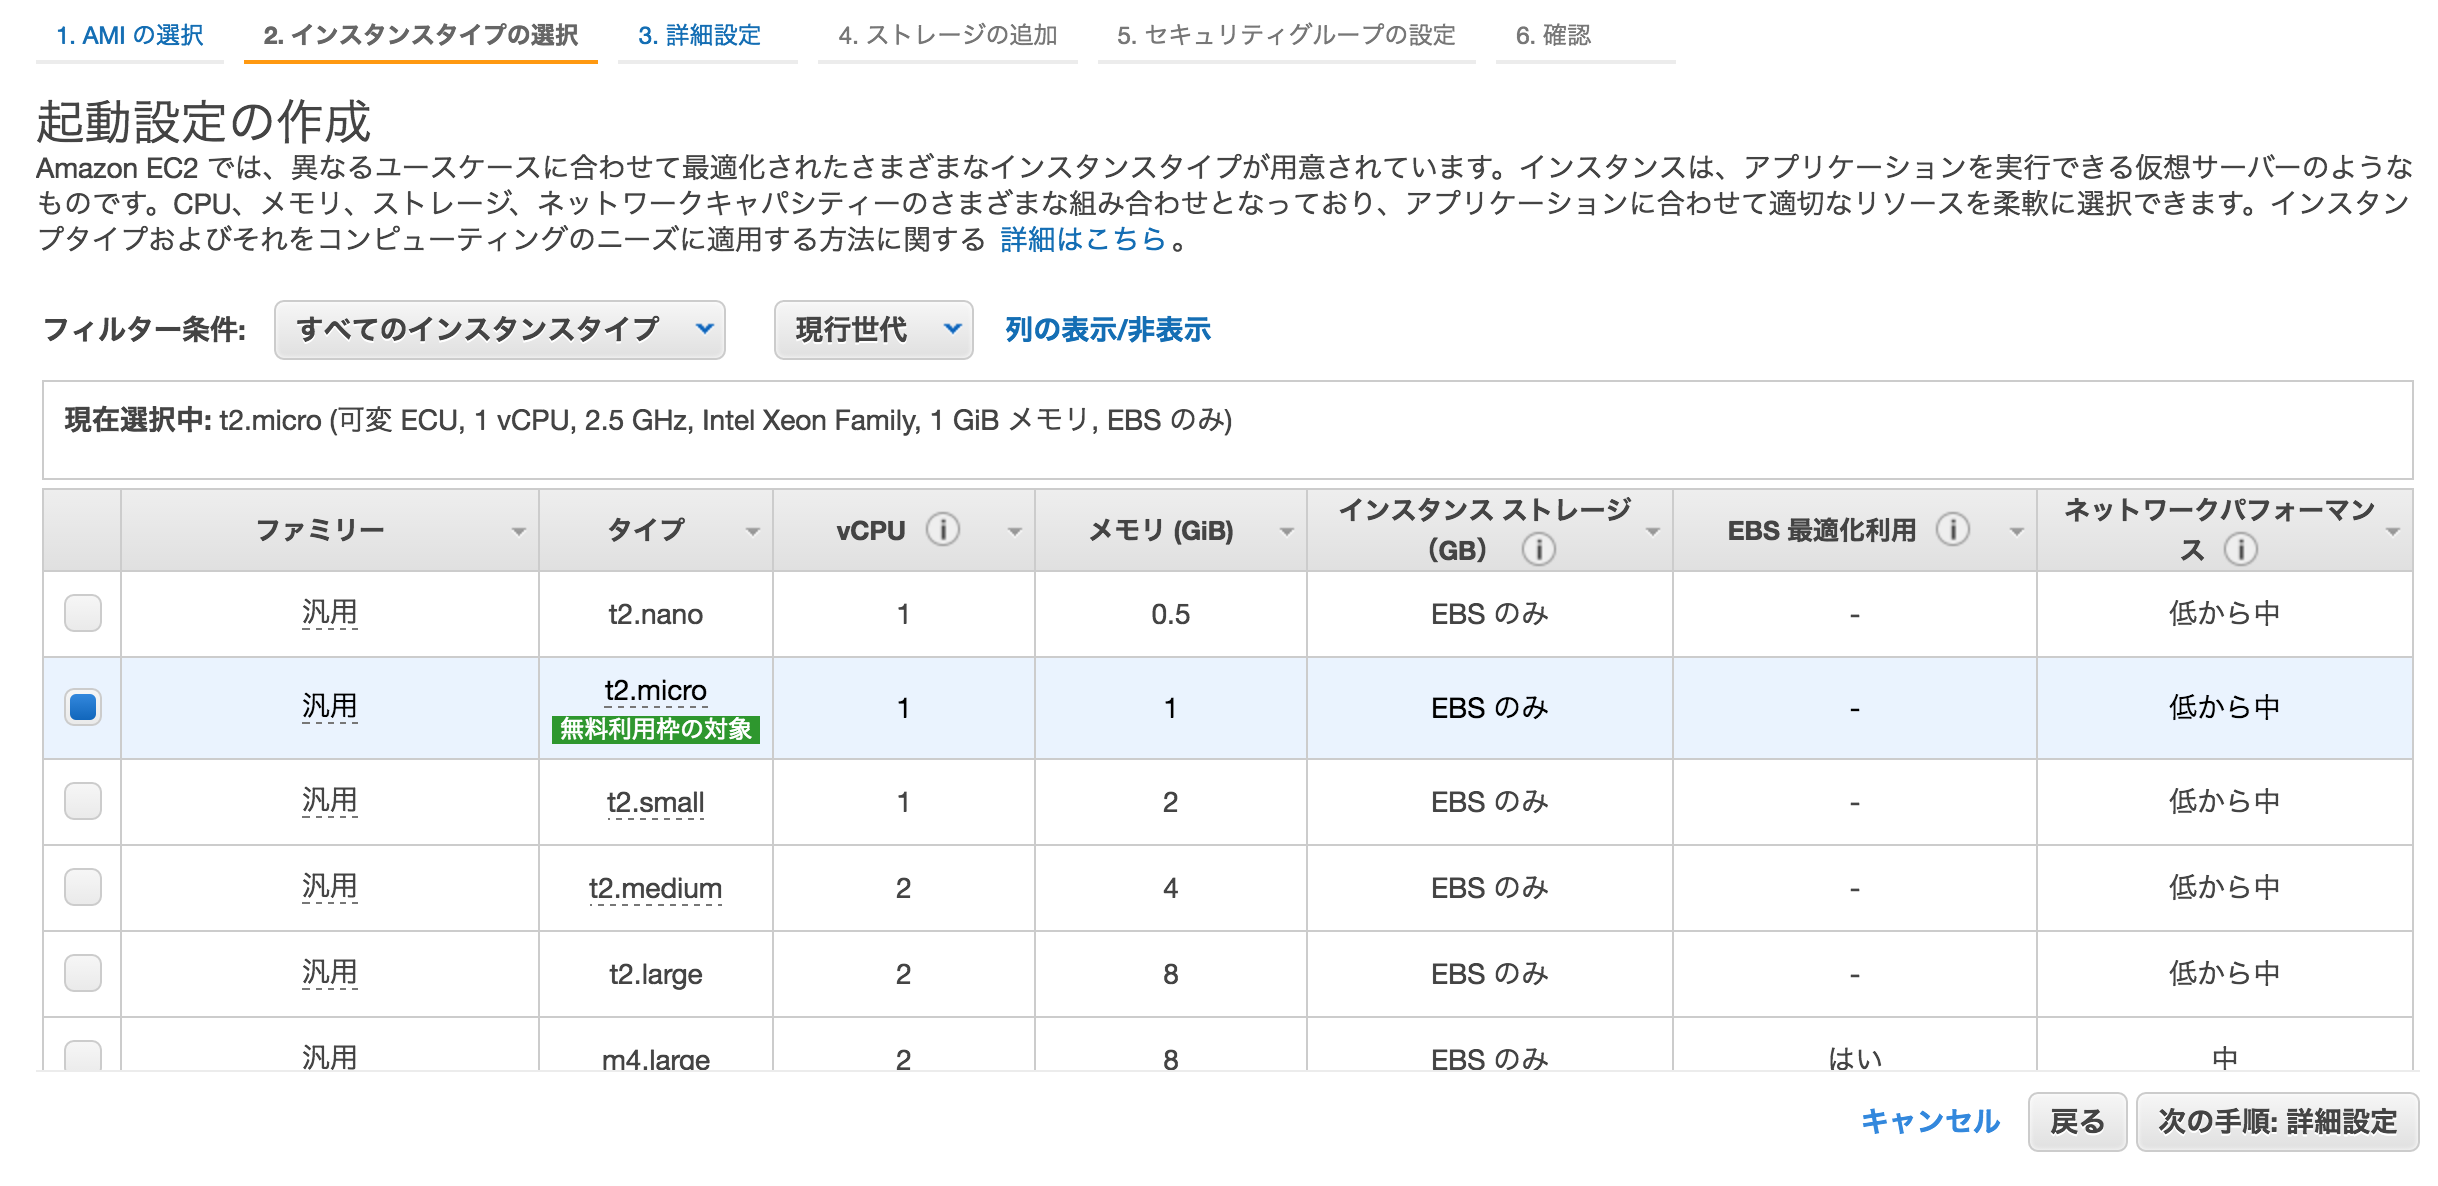 1. AMI の選択 2. インスタンスタイプの選択 3. 詳細設定 4. ストレージの追加 5. セキュリティグループの設定 6. 確認
起動設定の作成
Amazon EC2 では、異なるユースケースに合わせて最適化されたさまざまなインスタンスタイプが用意されています。インスタンスは、アプリケーションを実行できる仮想サーバーのような
ものです。CPU、メモリ、ストレージ、ネットワークキャパシティーのさまざまな組み合わせとなっており、アプリケーションに合わせて適切なリソースを柔軟に選択できます。インスタン
プタイプおよびそれをコンピューティングのニーズに適用する方法に関する 詳細はこちら。
フィルター条件: すべてのインスタンスタイプ 現行世代 列の表示/非表示
現在選択中: t2.micro (可変 ECU, 1 vCPU, 2.5 GHz, Intel Xeon Family, 1 GiB メモリ, EBS のみ)
ファミリー タイプ vCPU メモリ (GiB) インスタンス ストレージ (GB) EBS 最適化利用 ネットワークパフォーマンス
汎用 t2.nano 1 0.5 EBS のみ - 低から中
汎用 t2.micro 無料利用枠の対象 1 1 EBS のみ - 低から中
汎用 t2.small 1 2 EBS のみ - 低から中
汎用 t2.medium 2 4 EBS のみ - 低から中
汎用 t2.large 2 8 EBS のみ - 低から中
汎用 m4.large 2 8 EBS のみ はい 中
キャンセル 戻る 次の手順: 詳細設定